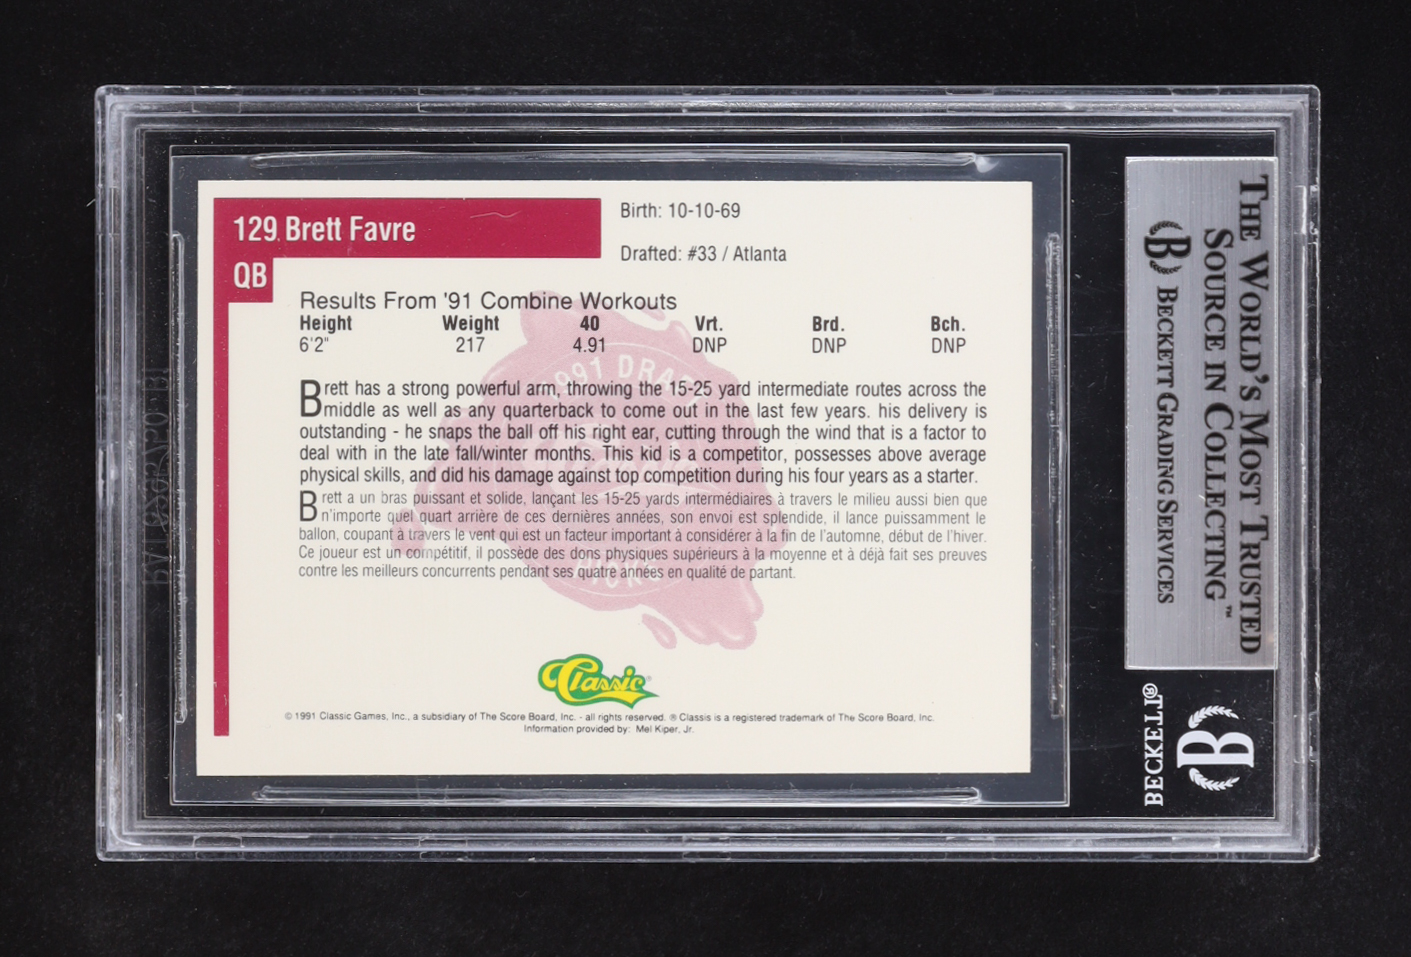 129 Brett Favre
QB
Birth: 10-10-69
Drafted: #33 / Atlanta
Results From '91 Combine Workouts
Height Weight 40 Vrt. Brd. Bch.
6'2" 217 4.91 DNP DNP DNP
Brett has a strong powerful arm, throwing the 15-25 yard intermediate routes across the
middle as well as any quarterback to come out in the last few years. his delivery is
outstanding - he snaps the ball off his right ear, cutting through the wind that is a factor to
deal with in the late fall/winter months. This kid is a competitor, possesses above average
physical skills, and did his damage against top competition during his four years as a starter.
Brett a un bras puissant et solide, lançant les 15-25 yards intermédiaires à travers le milieu aussi bien que
n'importe quel quart arrière de ces dernières années, son envoi est splendide, il lance puissamment le
ballon, coupant à travers le vent qui est un facteur important à considérer à la fin de l'automne, début de l'hiver.
Ce joueur est un compétitif, il possède des dons physiques supérieurs à la moyenne et à déjà fait ses preuves
contre les meilleurs concurrents pendant ses quatre années en qualité de partant.
1991 DRAFT
PICKS
Classic
© 1991 Classic Games, Inc., a subsidiary of The Score Board, Inc. - all rights reserved. ® Classis is a registered trademark of The Score Board, Inc.
Information provided by: Mel Kiper, Jr.
THE WORLD'S MOST TRUSTED
SOURCE IN COLLECTING™
B BECKETT GRADING SERVICES
BECKETT®
B